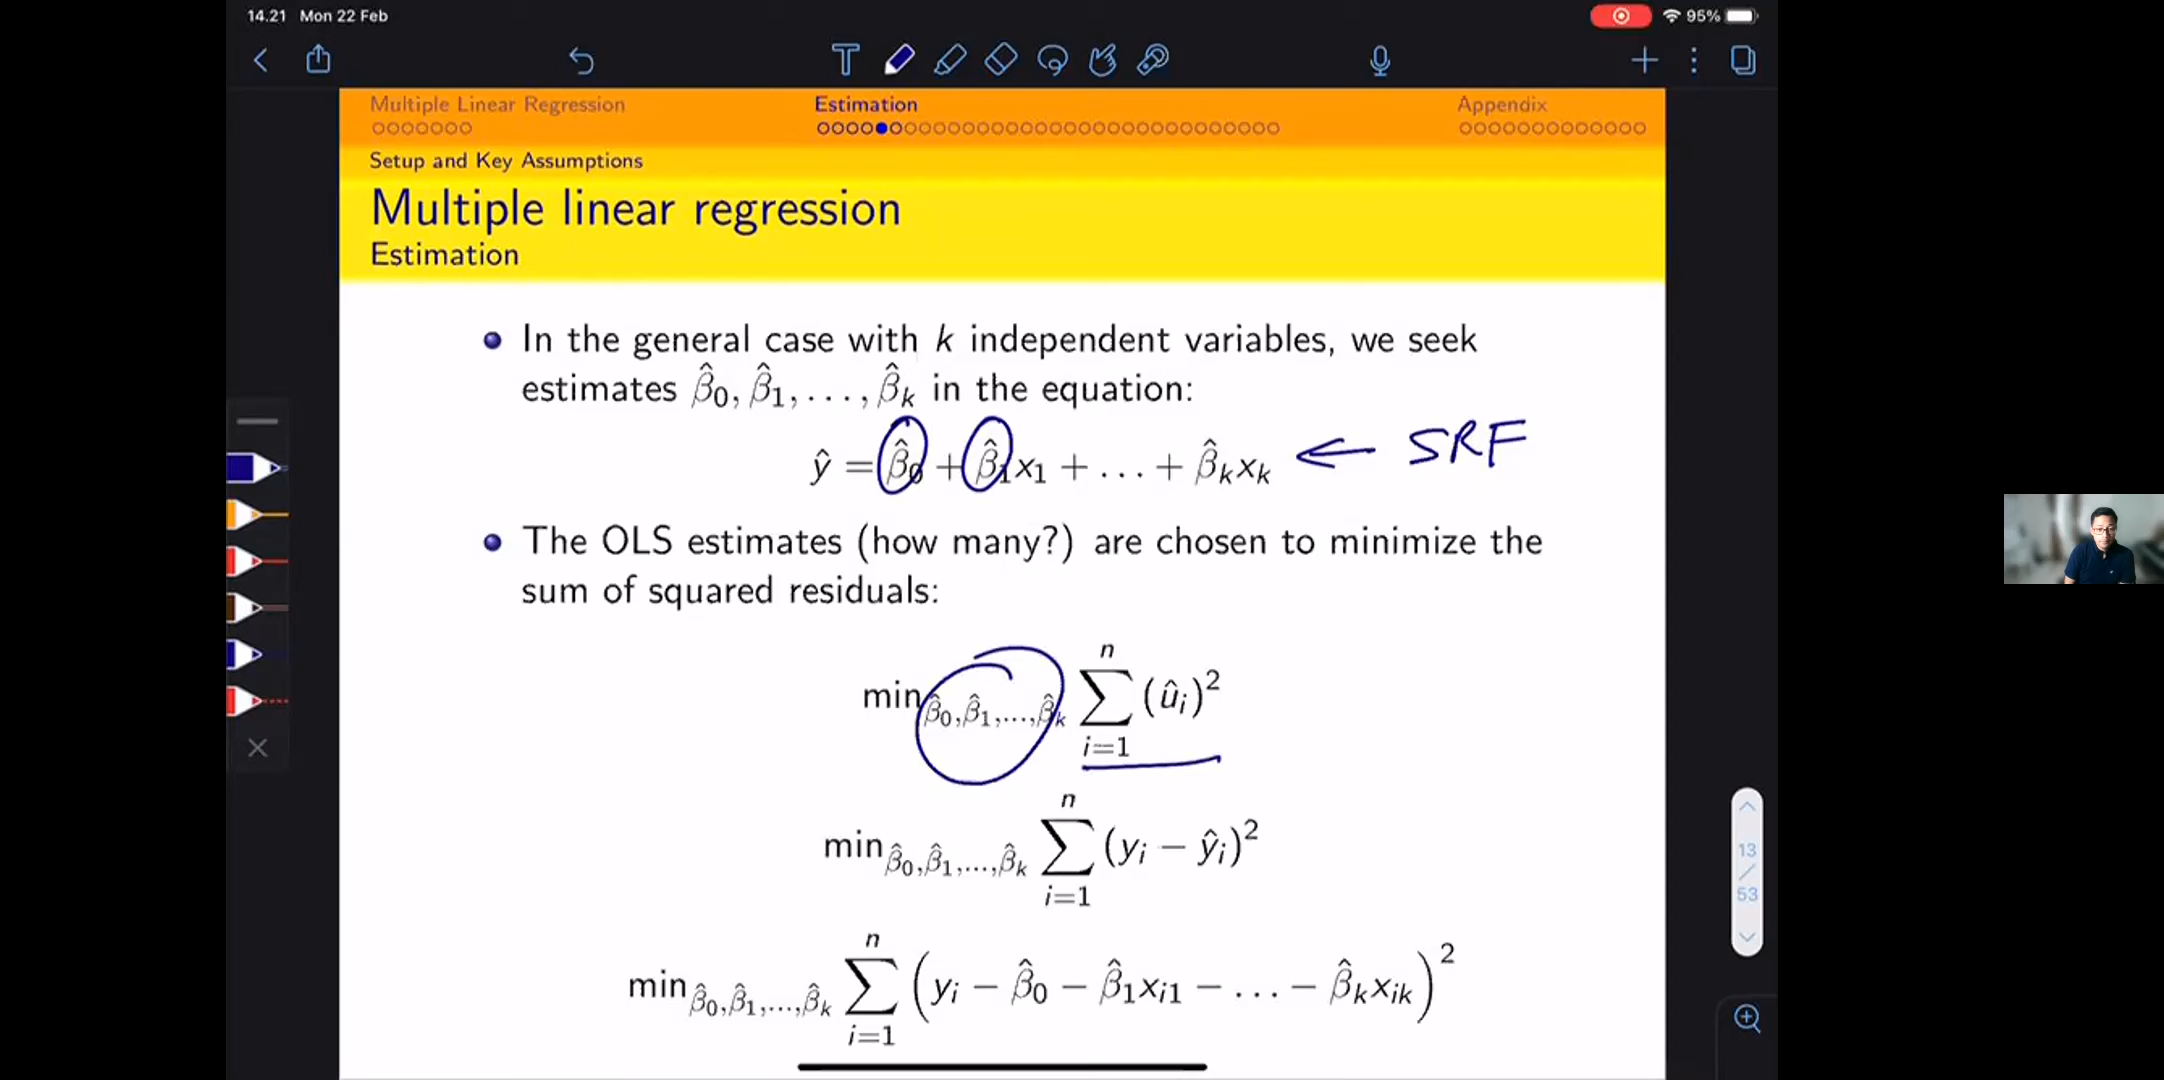 14.21 Mon 22 Feb
95%
Multiple Linear Regression Estimation Appendix
Setup and Key Assumptions
Multiple linear regression
Estimation
In the general case with k independent variables, we seek
estimates β̂₀, β̂₁, . . . , β̂ₖ in the equation:
ŷ = β̂₀ + β̂₁x₁ + . . . + β̂ₖxₖ ← SRF
The OLS estimates (how many?) are chosen to minimize the
sum of squared residuals:
min_{β̂₀,β̂₁,...,β̂ₖ} ∑_{i=1}^{n} (ûᵢ)²
min_{β̂₀,β̂₁,...,β̂ₖ} ∑_{i=1}^{n} (yᵢ − ŷᵢ)²
min_{β̂₀,β̂₁,...,β̂ₖ} ∑_{i=1}^{n} (yᵢ − β̂₀ − β̂₁xᵢ₁ − . . . − β̂ₖxᵢₖ)²
13
/
53